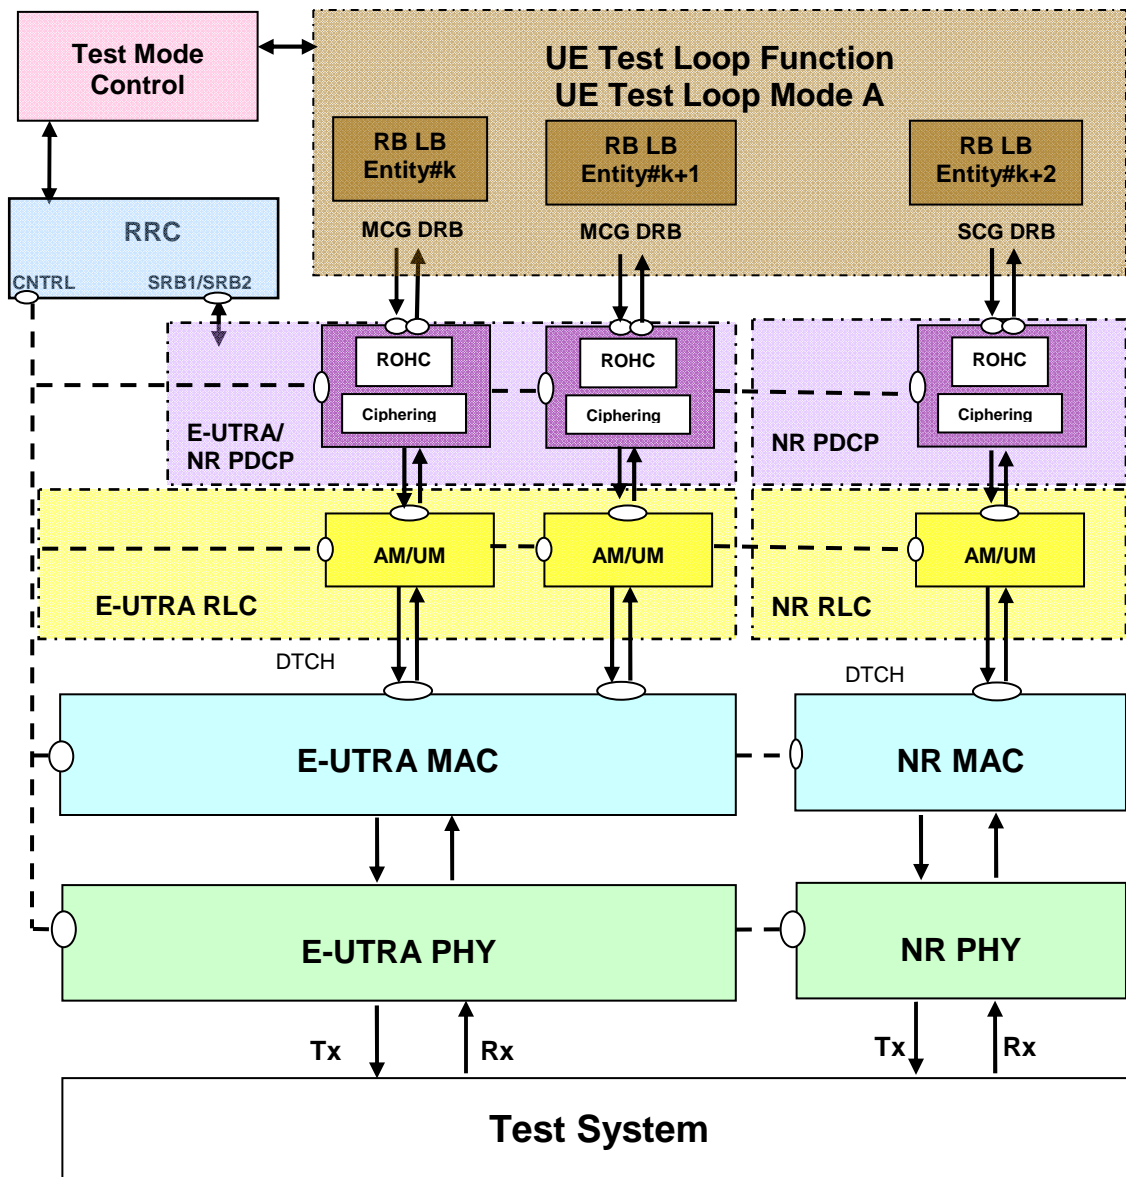 Test Mode
Control
UE Test Loop Function
UE Test Loop Mode A
RB LB
Entity#k
RB LB
Entity#k+1
RB LB
Entity#k+2
MCG DRB
MCG DRB
SCG DRB
RRC
CNTRL
SRB1/SRB2
ROHC
Ciphering
ROHC
Ciphering
ROHC
Ciphering
E-UTRA/
NR PDCP
NR PDCP
AM/UM
AM/UM
AM/UM
E-UTRA RLC
NR RLC
DTCH
DTCH
E-UTRA MAC
NR MAC
E-UTRA PHY
NR PHY
Tx
Rx
Tx
Rx
Test System